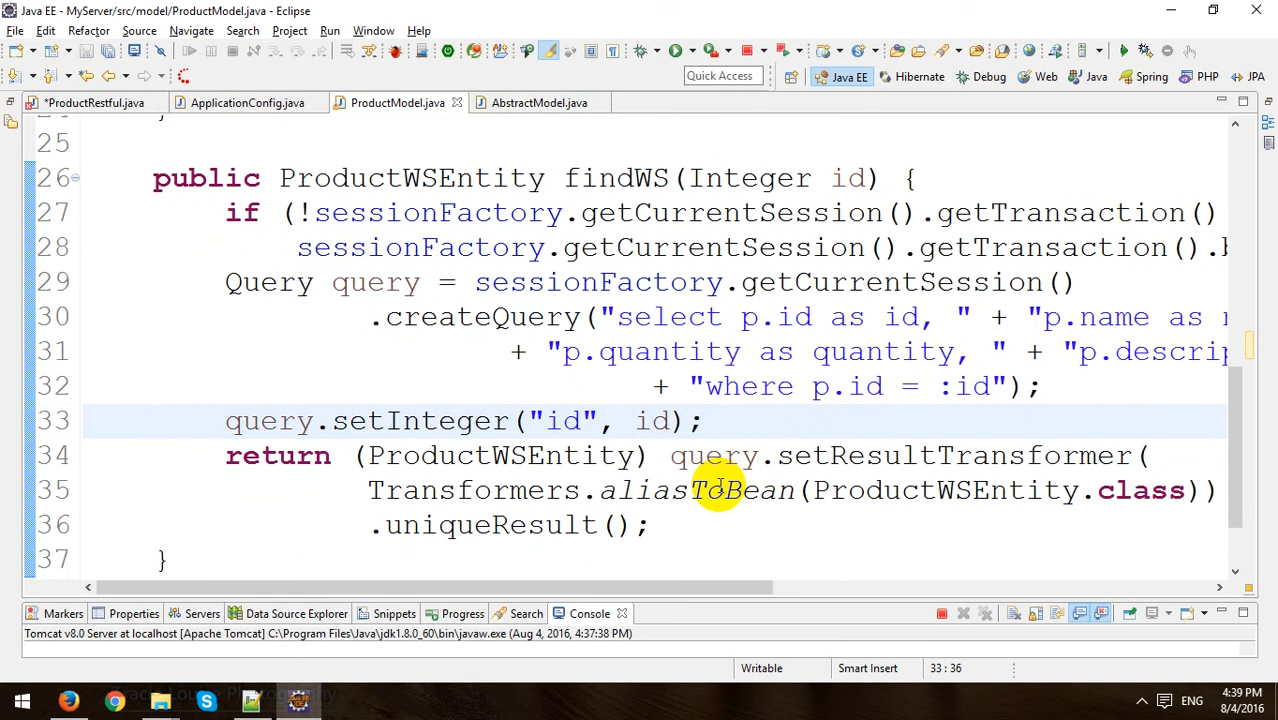 Java EE - MyServer/src/model/ProductModel.java - Eclipse
File Edit Refactor Source Navigate Search Project Run Window Help
Quick Access Java EE Hibernate Debug Web Java Spring PHP JPA
*ProductRestful.java ApplicationConfig.java ProductModel.java AbstractModel.java
24 }
25
26 public ProductWSEntity findWS(Integer id) {
27 if (!sessionFactory.getCurrentSession().getTransaction()
28 sessionFactory.getCurrentSession().getTransaction().b
29 Query query = sessionFactory.getCurrentSession()
30 .createQuery("select p.id as id, " + "p.name as n
31 + "p.quantity as quantity, " + "p.descrip
32 + "where p.id = :id");
33 query.setInteger("id", id);
34 return (ProductWSEntity) query.setResultTransformer(
35 Transformers.aliasToBean(ProductWSEntity.class))
36 .uniqueResult();
37 }
Markers Properties Servers Data Source Explorer Snippets Progress Search Console
Tomcat v8.0 Server at localhost [Apache Tomcat] C:\Program Files\Java\jdk1.8.0_60\bin\javaw.exe (Aug 4, 2016, 4:37:38 PM)
Writable Smart Insert 33 : 36
ENG 4:39 PM
8/4/2016